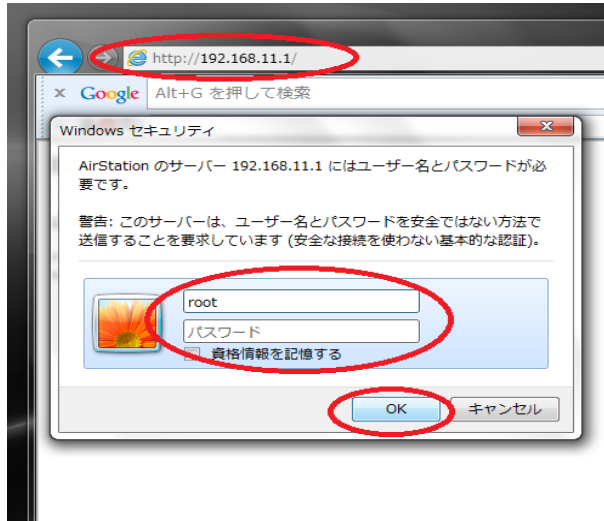 http://192.168.11.1/
x Google Alt+G を押して検索
Windows セキュリティ
AirStation のサーバー 192.168.11.1 にはユーザー名とパスワードが必
要です。
警告: このサーバーは、ユーザー名とパスワードを安全ではない方法で
送信することを要求しています (安全な接続を使わない基本的な認証)。
root
パスワード
資格情報を記憶する
OK キャンセル